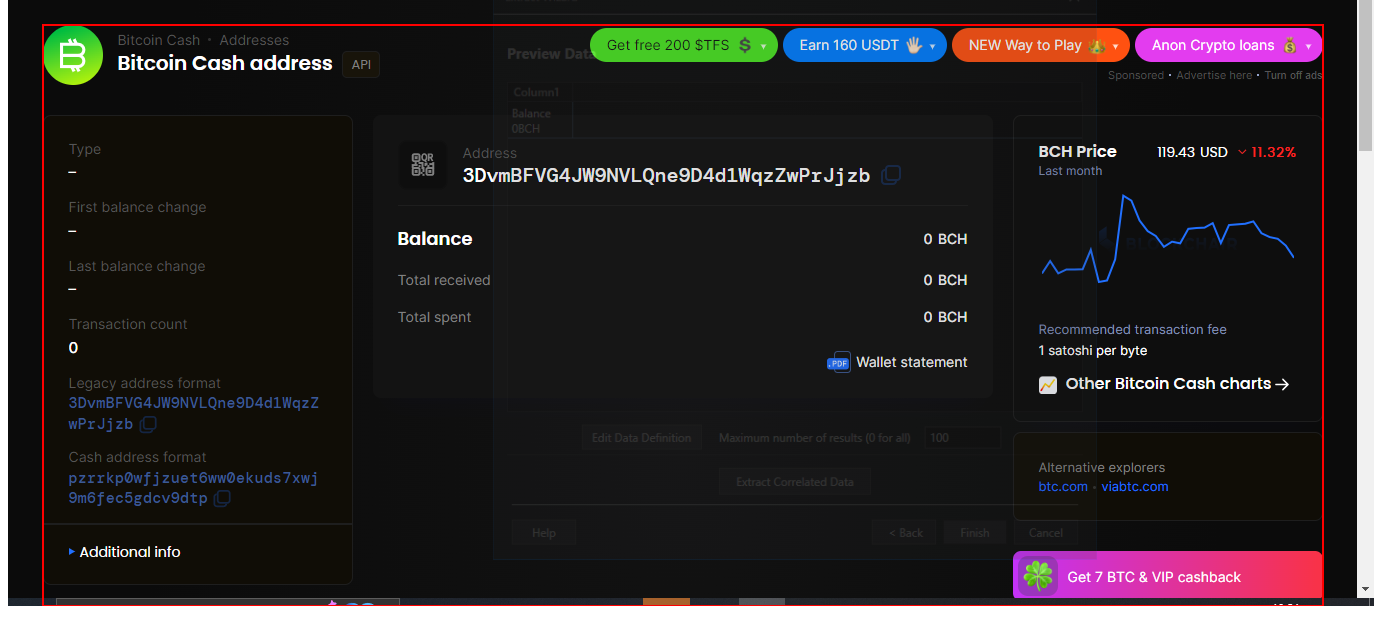 Bitcoin Cash • Addresses
Bitcoin Cash address API
Get free 200 $TFS
Earn 160 USDT
NEW Way to Play
Anon Crypto loans
Sponsored • Advertise here • Turn off ads
Preview Data
Column1
Balance
0BCH
Type
–
First balance change
–
Last balance change
–
Transaction count
0
Legacy address format
3DvmBFVG4JW9NVLQne9D4d1WqzZ
wPrJjzb
Cash address format
pzrrkp0wfjzuet6ww0ekuds7xwj
9m6fec5gdcv9dtp
Additional info
QR
Address
3DvmBFVG4JW9NVLQne9D4d1WqzZwPrJjzb
Balance 0 BCH
Total received 0 BCH
Total spent 0 BCH
.PDF Wallet statement
Edit Data Definition
Maximum number of results (0 for all) 100
Extract Correlated Data
Help
< Back
Finish
Cancel
BCH Price 119.43 USD 11.32%
Last month
Recommended transaction fee
1 satoshi per byte
Other Bitcoin Cash charts →
Alternative explorers
btc.com • viabtc.com
Get 7 BTC & VIP cashback